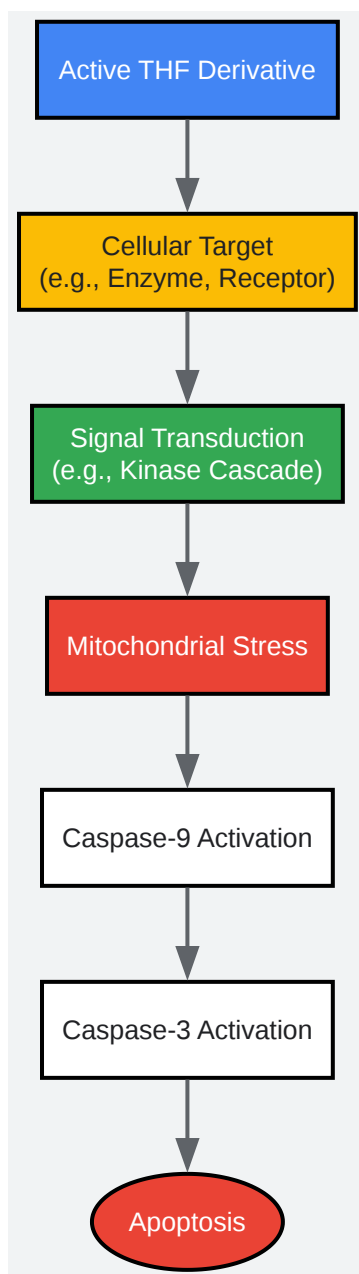 Active THF Derivative
Cellular Target
(e.g., Enzyme, Receptor)
Signal Transduction
(e.g., Kinase Cascade)
Mitochondrial Stress
Caspase-9 Activation
Caspase-3 Activation
Apoptosis